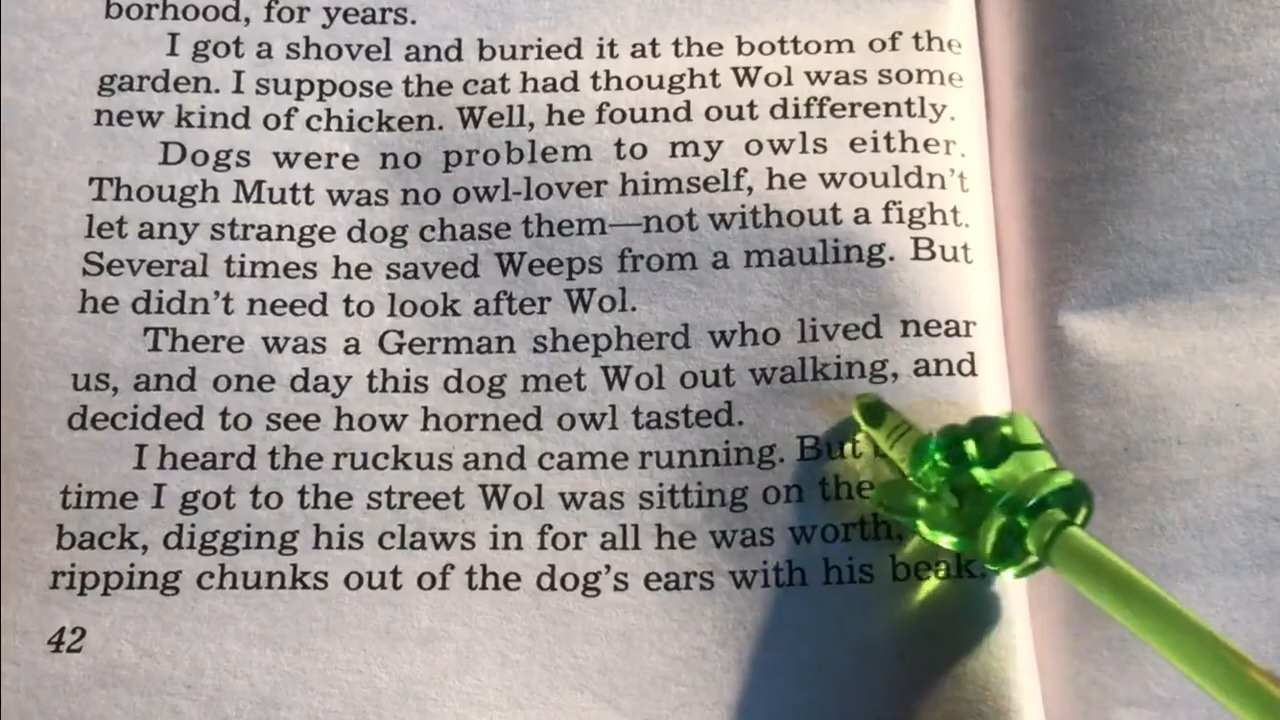 borhood, for years.
I got a shovel and buried it at the bottom of the
garden. I suppose the cat had thought Wol was some
new kind of chicken. Well, he found out differently.
Dogs were no problem to my owls either.
Though Mutt was no owl-lover himself, he wouldn't
let any strange dog chase them—not without a fight.
Several times he saved Weeps from a mauling. But
he didn't need to look after Wol.
There was a German shepherd who lived near
us, and one day this dog met Wol out walking, and
decided to see how horned owl tasted.
I heard the ruckus and came running. But
time I got to the street Wol was sitting on the
back, digging his claws in for all he was worth,
ripping chunks out of the dog's ears with his beak.
42